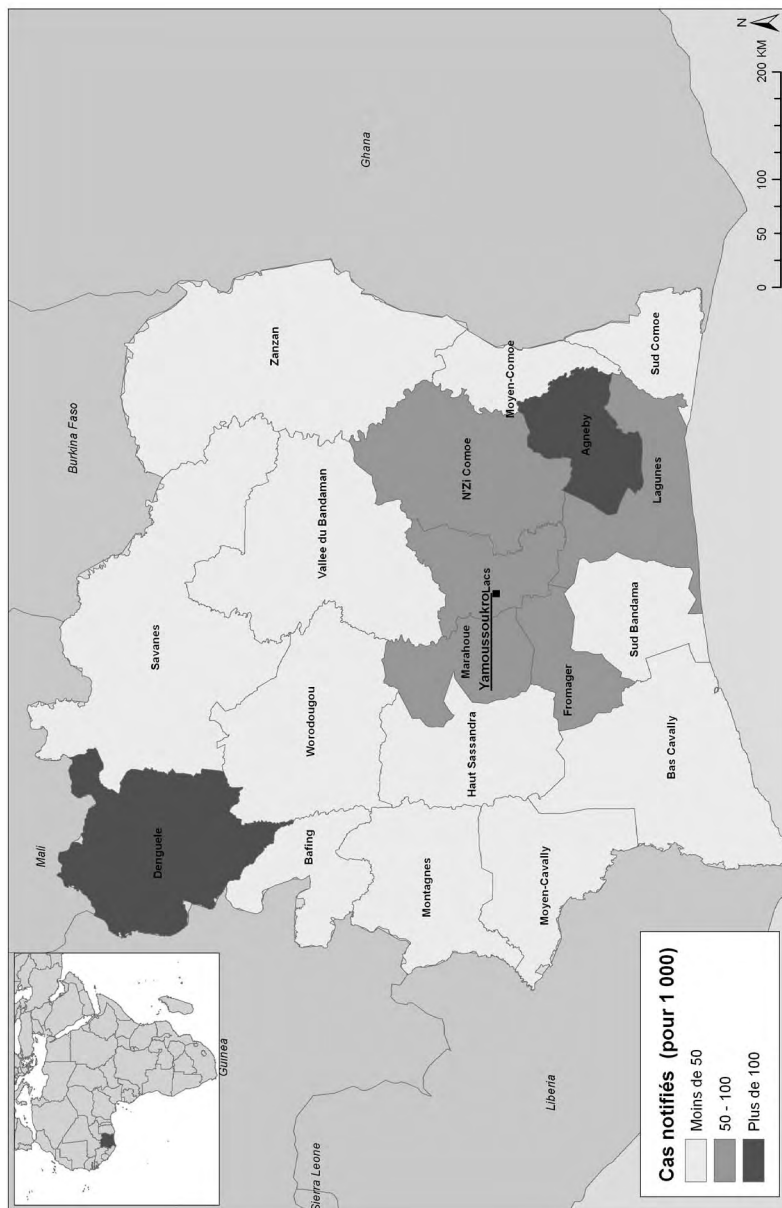 Mali
Burkina Faso
Ghana
Guinea
Sierra Leone
Liberia
Denguele
Savanes
Zanzan
Bafing
Worodougou
Vallee du Bandaman
Montagnes
Haut Sassandra
Marahoue
Yamoussoukro
Lacs
N'Zi Comoe
Moyen-Comoe
Moyen-Cavally
Fromager
Agneby
Bas Cavally
Sud Bandama
Lagunes
Sud Comoe
Cas notifiés (pour 1 000)
Moins de 50
50 - 100
Plus de 100
0 50 100 200 KM
N